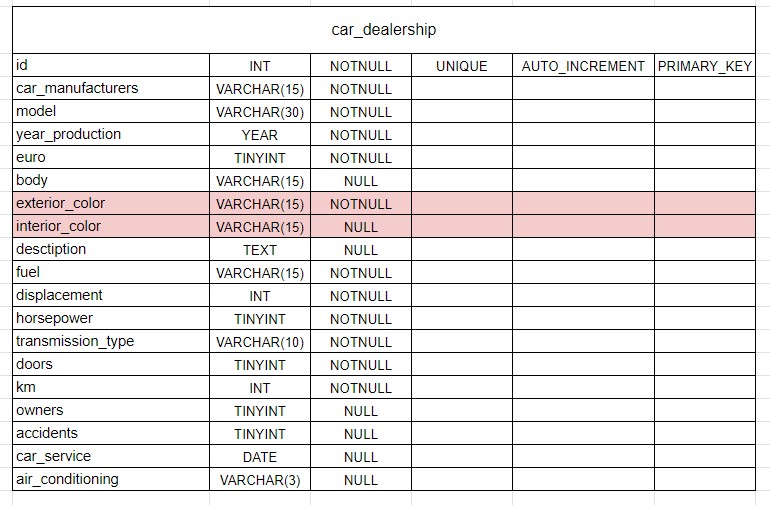 car_dealership
id INT NOTNULL UNIQUE AUTO_INCREMENT PRIMARY_KEY
car_manufacturers VARCHAR(15) NOTNULL
model VARCHAR(30) NOTNULL
year_production YEAR NOTNULL
euro TINYINT NOTNULL
body VARCHAR(15) NULL
exterior_color VARCHAR(15) NOTNULL
interior_color VARCHAR(15) NULL
desctiption TEXT NULL
fuel VARCHAR(15) NOTNULL
displacement INT NOTNULL
horsepower TINYINT NOTNULL
transmission_type VARCHAR(10) NOTNULL
doors TINYINT NOTNULL
km INT NOTNULL
owners TINYINT NULL
accidents TINYINT NULL
car_service DATE NULL
air_conditioning VARCHAR(3) NULL